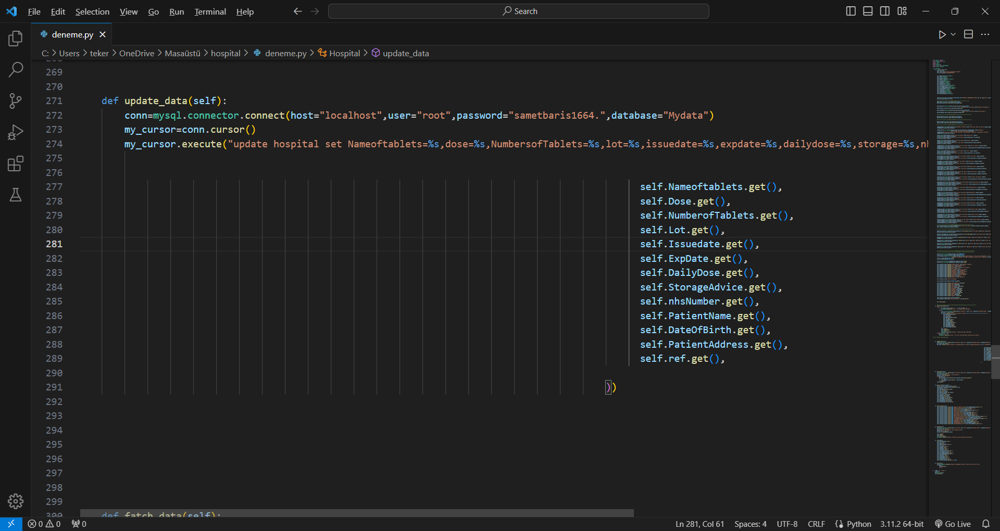 File Edit Selection View Go Run Terminal Help
Search
deneme.py
C: > Users > teker > OneDrive > Masaüstü > hospital > deneme.py > Hospital > update_data
269
270
271 def update_data(self):
272 conn=mysql.connector.connect(host="localhost",user="root",password="sametbaris1664.",database="Mydata")
273 my_cursor=conn.cursor()
274 my_cursor.execute("update hospital set Nameoftablets=%s,dose=%s,NumbersofTablets=%s,lot=%s,issuedate=%s,expdate=%s,dailydose=%s,storage=%s,nh
275
276
277 self.Nameoftablets.get(),
278 self.Dose.get(),
279 self.NumberofTablets.get(),
280 self.Lot.get(),
281 self.Issuedate.get(),
282 self.ExpDate.get(),
283 self.DailyDose.get(),
284 self.StorageAdvice.get(),
285 self.nhsNumber.get(),
286 self.PatientName.get(),
287 self.DateOfBirth.get(),
288 self.PatientAddress.get(),
289 self.ref.get(),
290
291 ))
292
293
294
295
296
297
298
299
300 def fatch_data(self):
0 0 0 Ln 281, Col 61 Spaces: 4 UTF-8 CRLF Python 3.11.2 64-bit Go Live